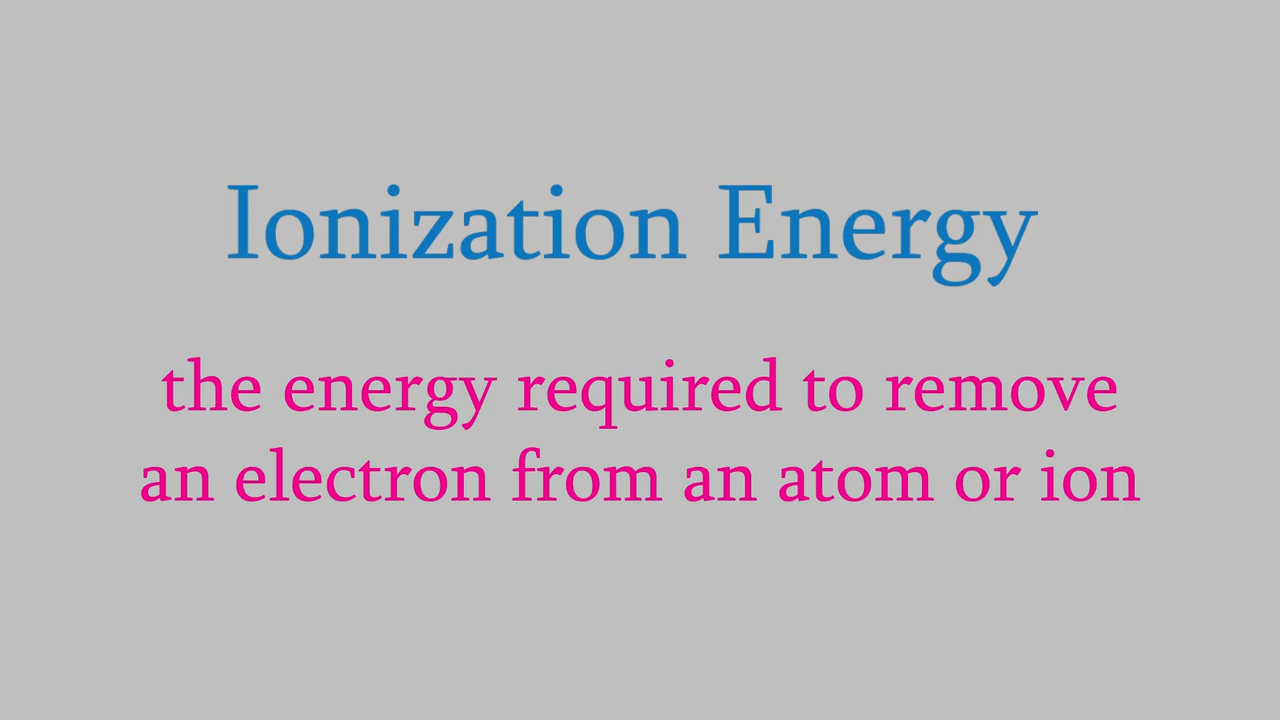 Ionization Energy
the energy required to remove
an electron from an atom or ion